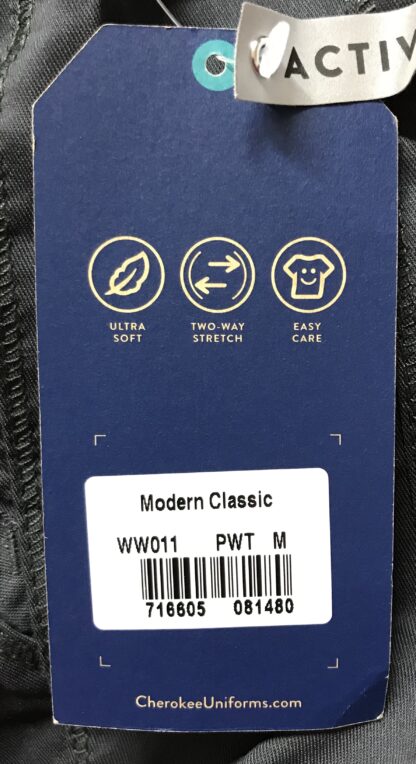 ACTIV
ULTRA SOFT
TWO-WAY STRETCH
EASY CARE
Modern Classic
WW011 PWT M
716605 081480
CherokeeUniforms.com